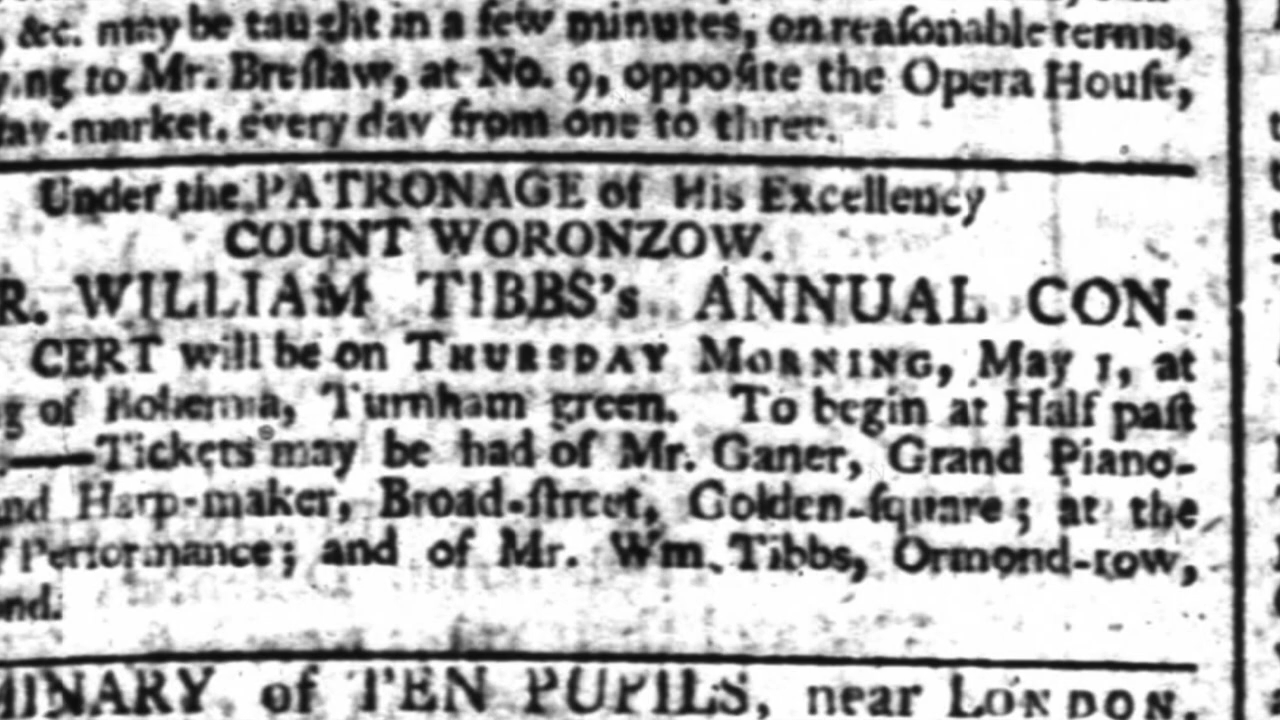 , &c. may be taught in a few minutes, on reaſonable terms,
ying to Mr. Breſlaw, at No. 9, oppoſite the Opera Houſe,
ay-market, every day from one to three.
Under the PATRONAGE of His Excellency
COUNT WORONZOW.
R. WILLIAM TIBBS's ANNUAL CON-
CERT will be on THURSDAY MORNING, May 1, at
g of Bohemia, Turnham green. To begin at Half paſt
.—Tickets may be had of Mr. Ganer, Grand Piano-
nd Harp-maker, Broad-ſtreet, Golden-ſquare; at the
f Performance; and of Mr. Wm. Tibbs, Ormond-row,
ond.
MINARY of TEN PUPILS, near LONDON.